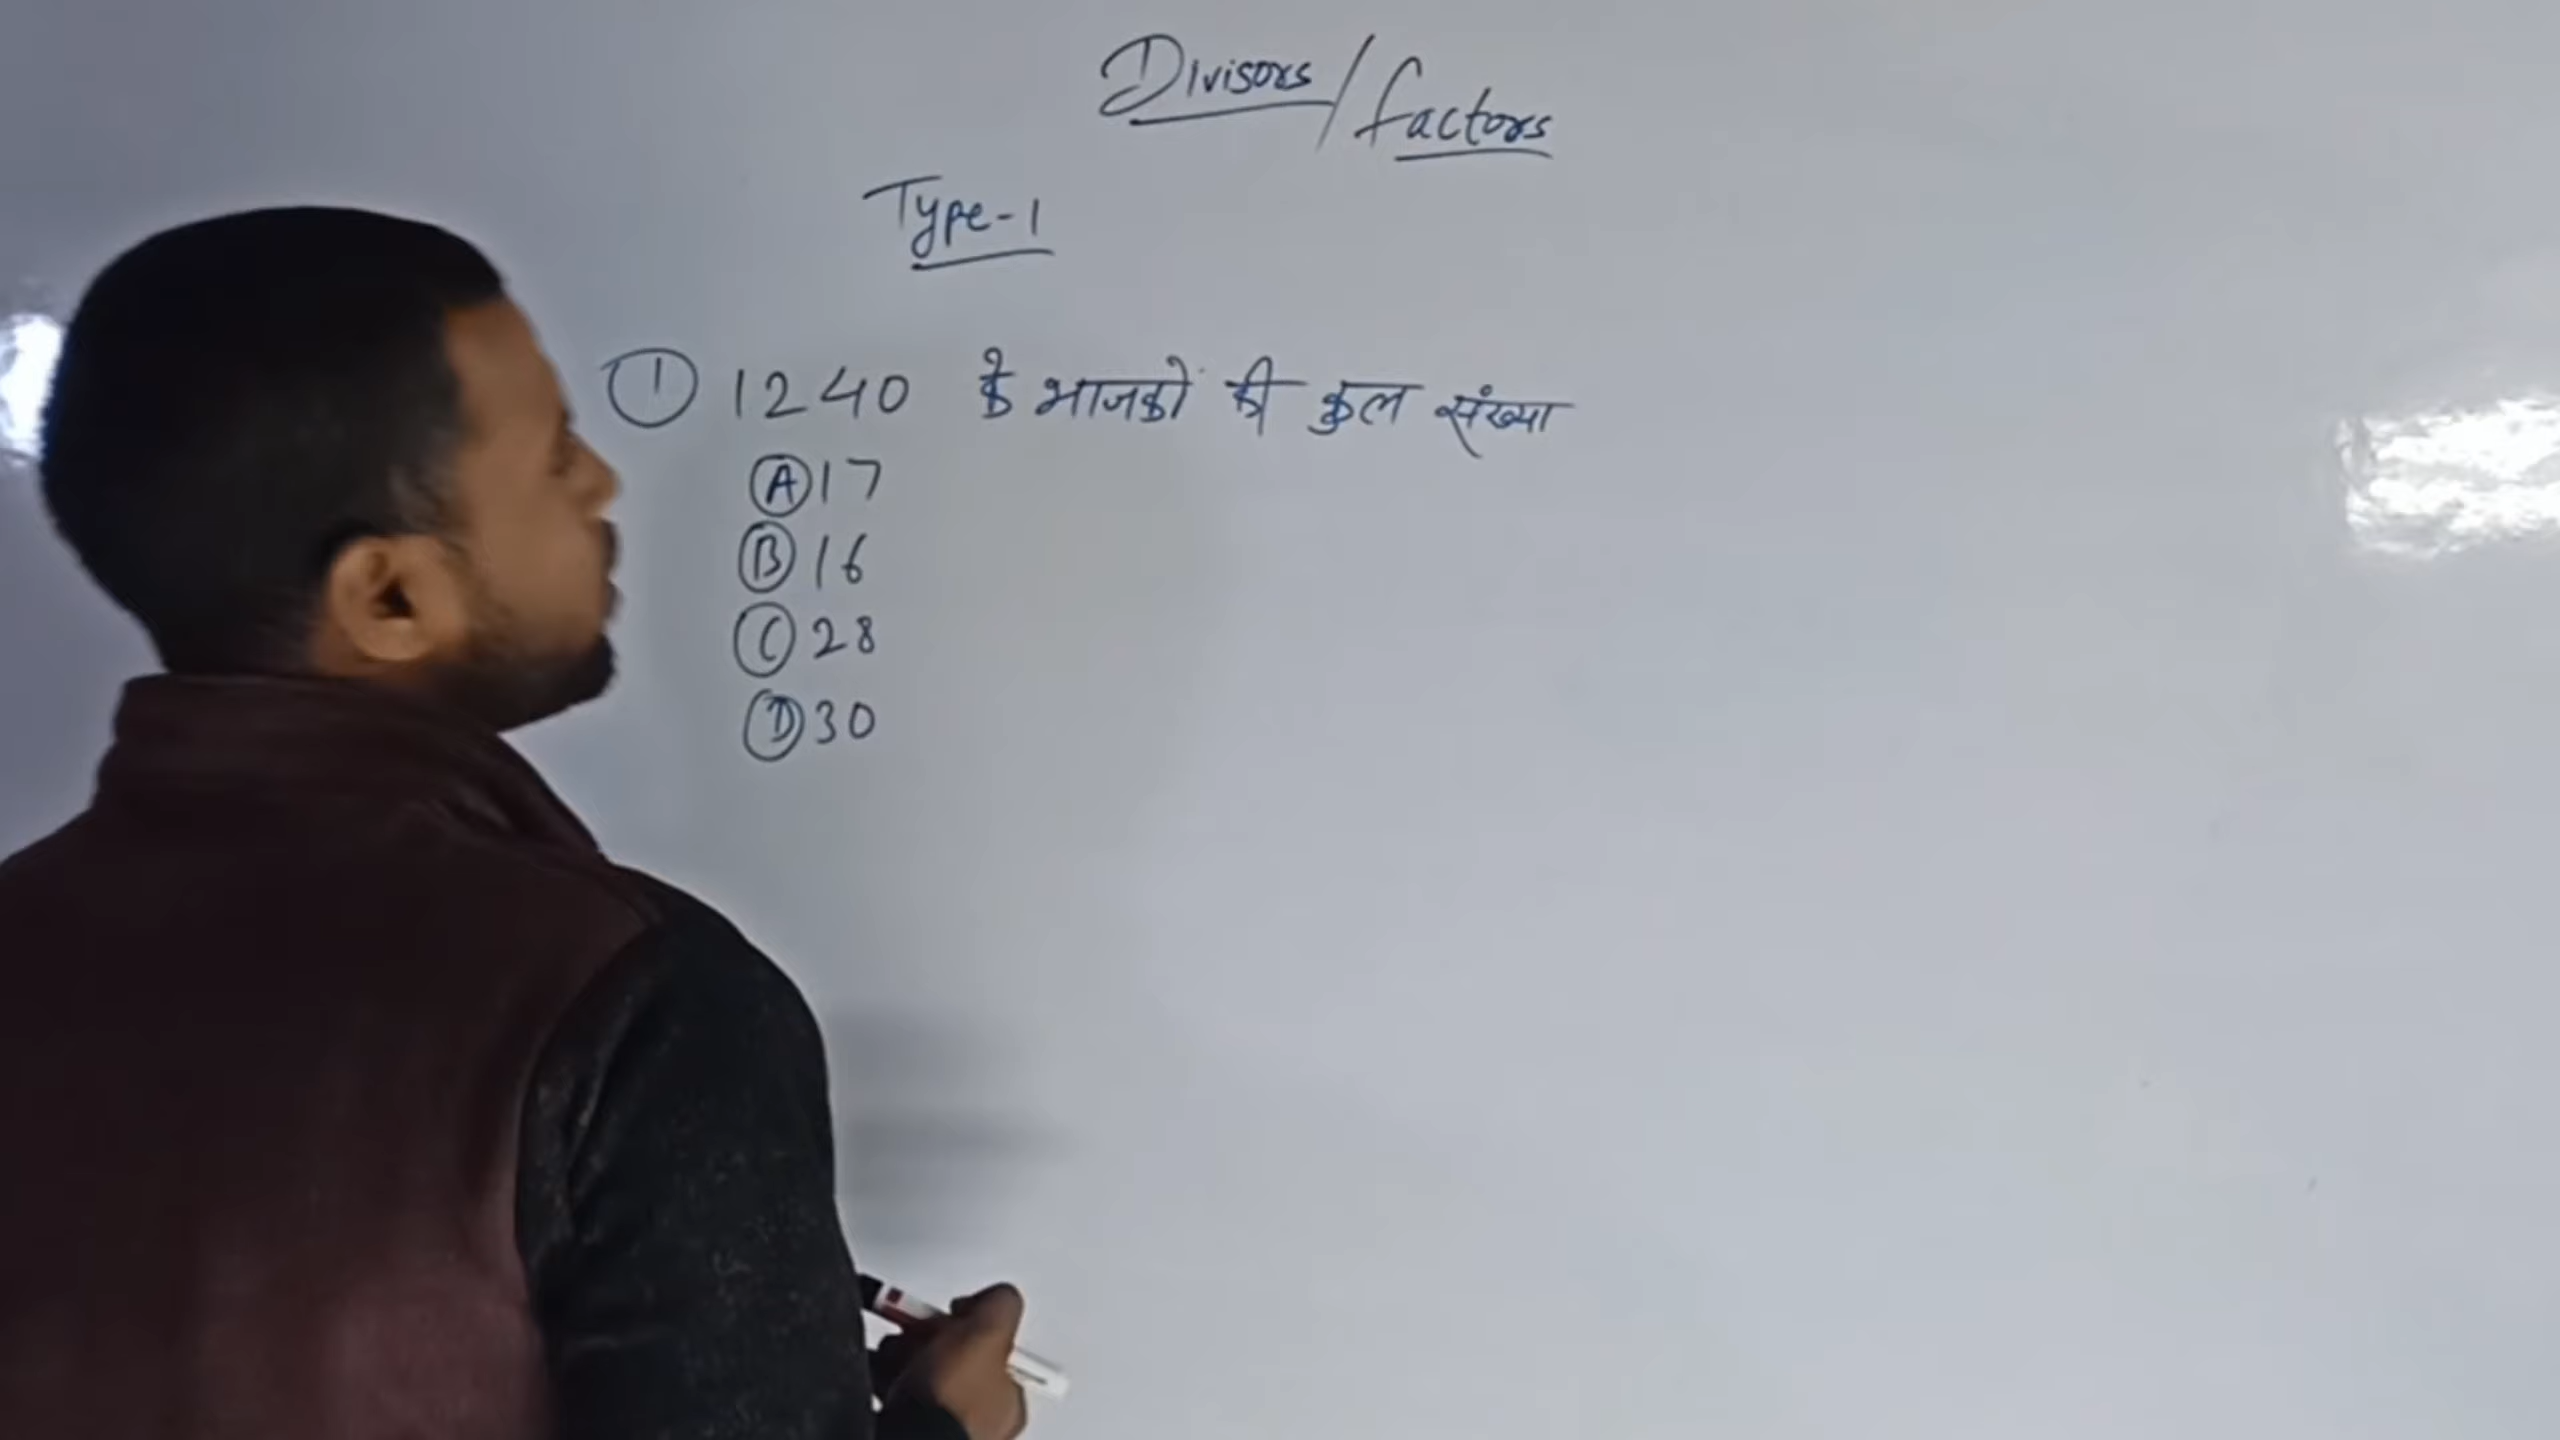 Divisors / factors
Type-1
① 1240 के भाजकों की कुल संख्या
Ⓐ 17
Ⓑ 16
Ⓒ 28
Ⓓ 30